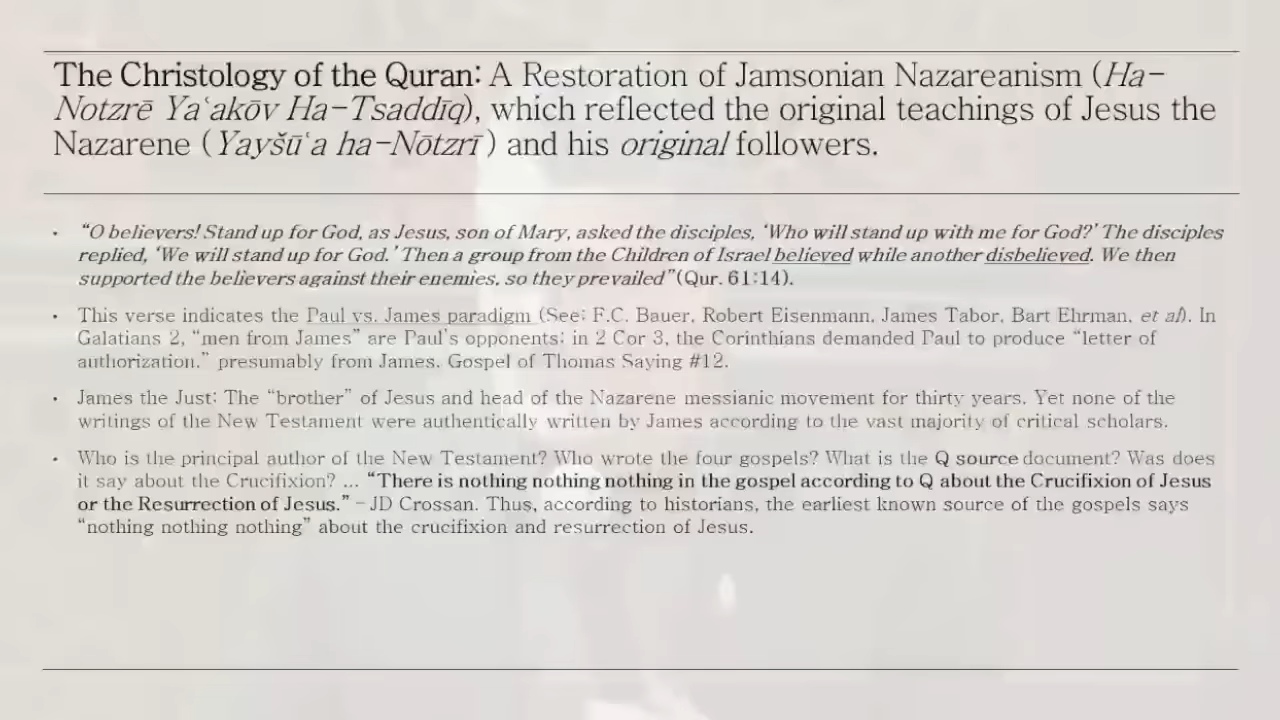 The Christology of the Quran: A Restoration of Jamsonian Nazareanism (Ha-
Notzrē Ya‘akōv Ha-Tsaddīq), which reflected the original teachings of Jesus the
Nazarene (Yayšū‘a ha-Nōtzrī) and his original followers.
• “O believers! Stand up for God, as Jesus, son of Mary, asked the disciples, ‘Who will stand up with me for God?’ The disciples
replied, ‘We will stand up for God.’ Then a group from the Children of Israel believed while another disbelieved. We then
supported the believers against their enemies, so they prevailed” (Qur. 61:14).
• This verse indicates the Paul vs. James paradigm (See: F.C. Bauer, Robert Eisenmann, James Tabor, Bart Ehrman, et al). In
Galatians 2, “men from James” are Paul’s opponents; in 2 Cor 3, the Corinthians demanded Paul to produce “letter of
authorization,” presumably from James. Gospel of Thomas Saying #12.
• James the Just: The “brother” of Jesus and head of the Nazarene messianic movement for thirty years. Yet none of the
writings of the New Testament were authentically written by James according to the vast majority of critical scholars.
• Who is the principal author of the New Testament? Who wrote the four gospels? What is the Q source document? Was does
it say about the Crucifixion? ... “There is nothing nothing nothing in the gospel according to Q about the Crucifixion of Jesus
or the Resurrection of Jesus.” – JD Crossan. Thus, according to historians, the earliest known source of the gospels says
“nothing nothing nothing” about the crucifixion and resurrection of Jesus.